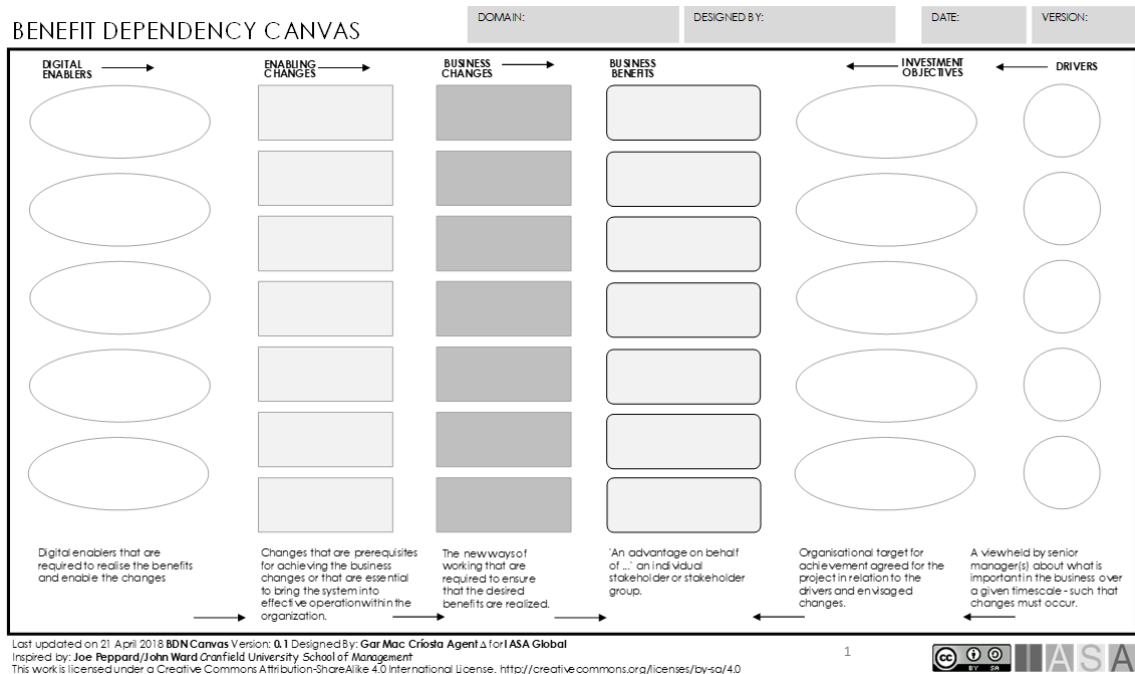 BENEFIT DEPENDENCY CANVAS
DOMAIN:
DESIGNED BY:
DATE:
VERSION:
DIGITAL
ENABLERS
ENABLING
CHANGES
BUSINESS
CHANGES
BUSINESS
BENEFITS
INVESTMENT
OBJECTIVES
DRIVERS
Digital enablers that are
required to realise the benefits
and enable the changes
Changes that are prerequisites
for achieving the business
changes or that are essential
to bring the system into
effective operation within the
organization.
The new ways of
working that are
required to ensure
that the desired
benefits are realized.
'An advantage on behalf
of ...' an individual
stakeholder or stakeholder
group.
Organisational target for
achievement agreed for the
project in relation to the
drivers and envisaged
changes.
A view held by senior
manager(s) about what is
important in the business over
a given timescale - such that
changes must occur.
Last updated on 21 April 2018 BDN Canvas Version: 0.1 Designed By: Gar Mac Críosta Agent Δ for IASA Global
Inspired by: Joe Peppard/John Ward Cranfield University School of Management
This work is licensed under a Creative Commons Attribution-ShareAlike 4.0 International License. http://creativecommons.org/licenses/by-sa/4.0
1
cc
BY SA
IASA